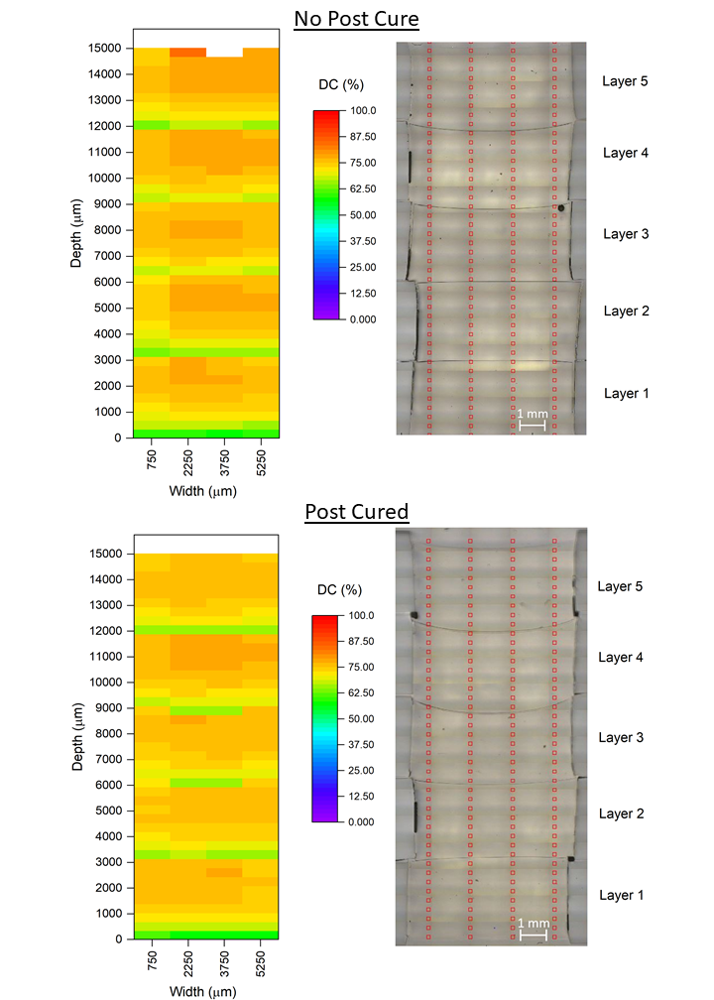 No Post Cure
15000
14000
13000
12000
11000
10000
9000
8000
7000
6000
5000
4000
3000
2000
1000
0
Depth (μm)
750
2250
3750
5250
Width (μm)
DC (%)
100.0
87.50
75.00
62.50
50.00
37.50
25.00
12.50
0.000
Layer 5
Layer 4
Layer 3
Layer 2
Layer 1
1 mm
Post Cured
15000
14000
13000
12000
11000
10000
9000
8000
7000
6000
5000
4000
3000
2000
1000
0
Depth (μm)
750
2250
3750
5250
Width (μm)
DC (%)
100.0
87.50
75.00
62.50
50.00
37.50
25.00
12.50
0.000
Layer 5
Layer 4
Layer 3
Layer 2
Layer 1
1 mm